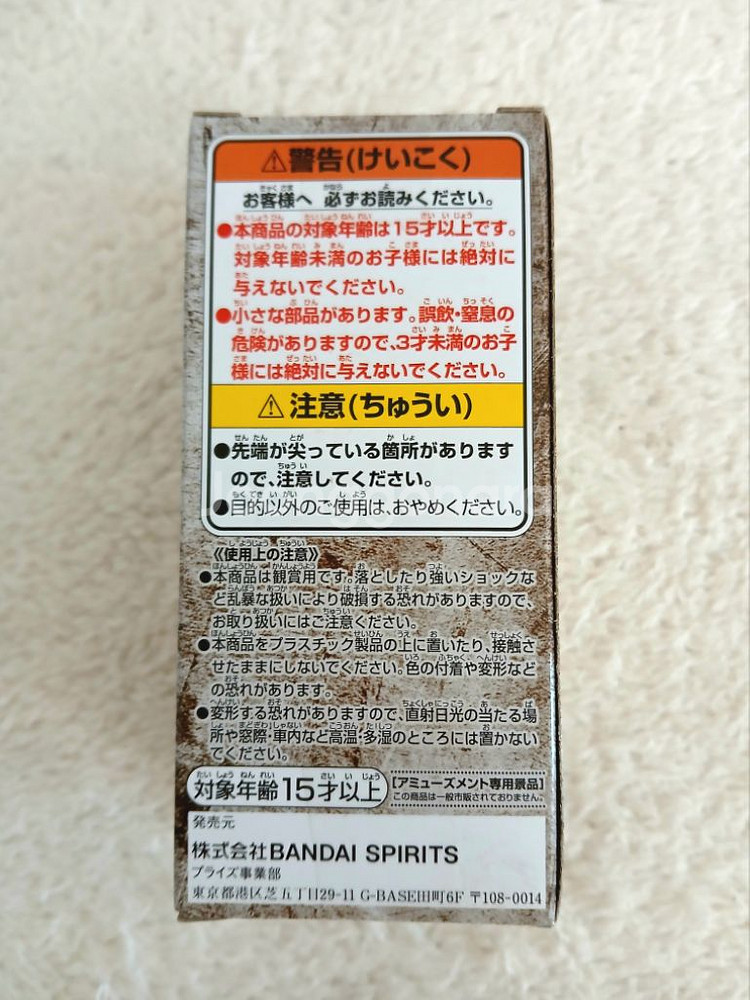 ⚠警告(けいこく)
お客様へ 必ずお読みください。
●本商品の対象年齢は15才以上です。
対象年齢未満のお子様には絶対に
与えないでください。
●小さな部品があります。誤飲・窒息の
危険がありますので、3才未満のお子
様には絶対に与えないでください。
⚠注意(ちゅうい)
●先端が尖っている箇所があります
ので、注意してください。
●目的以外のご使用は、おやめください。
《使用上の注意》
●本商品は観賞用です。落としたり強いショックな
ど乱暴な扱いにより破損する恐れがありますので、
お取り扱いにはご注意ください。
●本商品をプラスチック製品の上に置いたり、接触さ
せたままにしないでください。色の付着や変形など
の恐れがあります。
●変形する恐れがありますので、直射日光の当たる場
所や窓際・車内など高温・多湿のところには置かない
でください。
対象年齢15才以上
【アミューズメント専用景品】
この商品は一般市販されておりません。
発売元
株式会社BANDAI SPIRITS
プライズ事業部
東京都港区芝五丁目29-11 G-BASE田町6F 〒108-0014